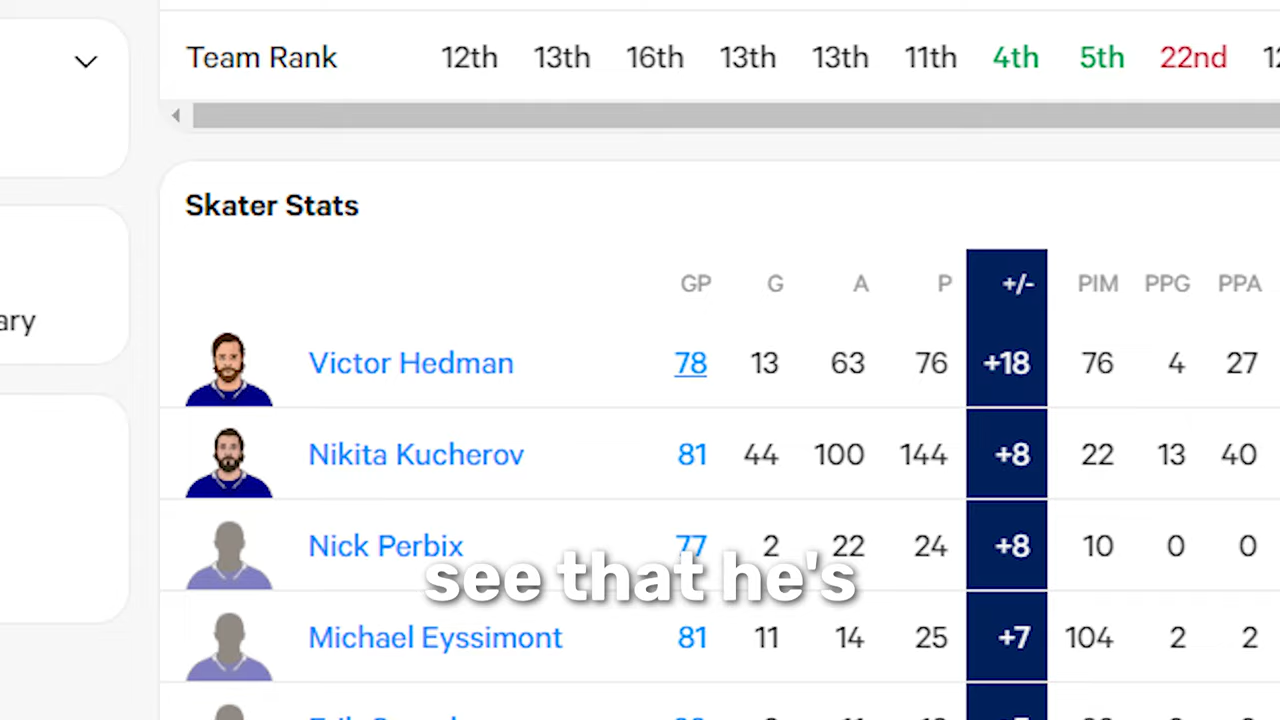 Team Rank 12th 13th 16th 13th 13th 11th 4th 5th 22nd
ary
Skater Stats
GP G A P +/- PIM PPG PPA
Victor Hedman 78 13 63 76 +18 76 4 27
Nikita Kucherov 81 44 100 144 +8 22 13 40
Nick Perbix 77 2 22 24 +8 10 0 0
see that he's
Michael Eyssimont 81 11 14 25 +7 104 2 2